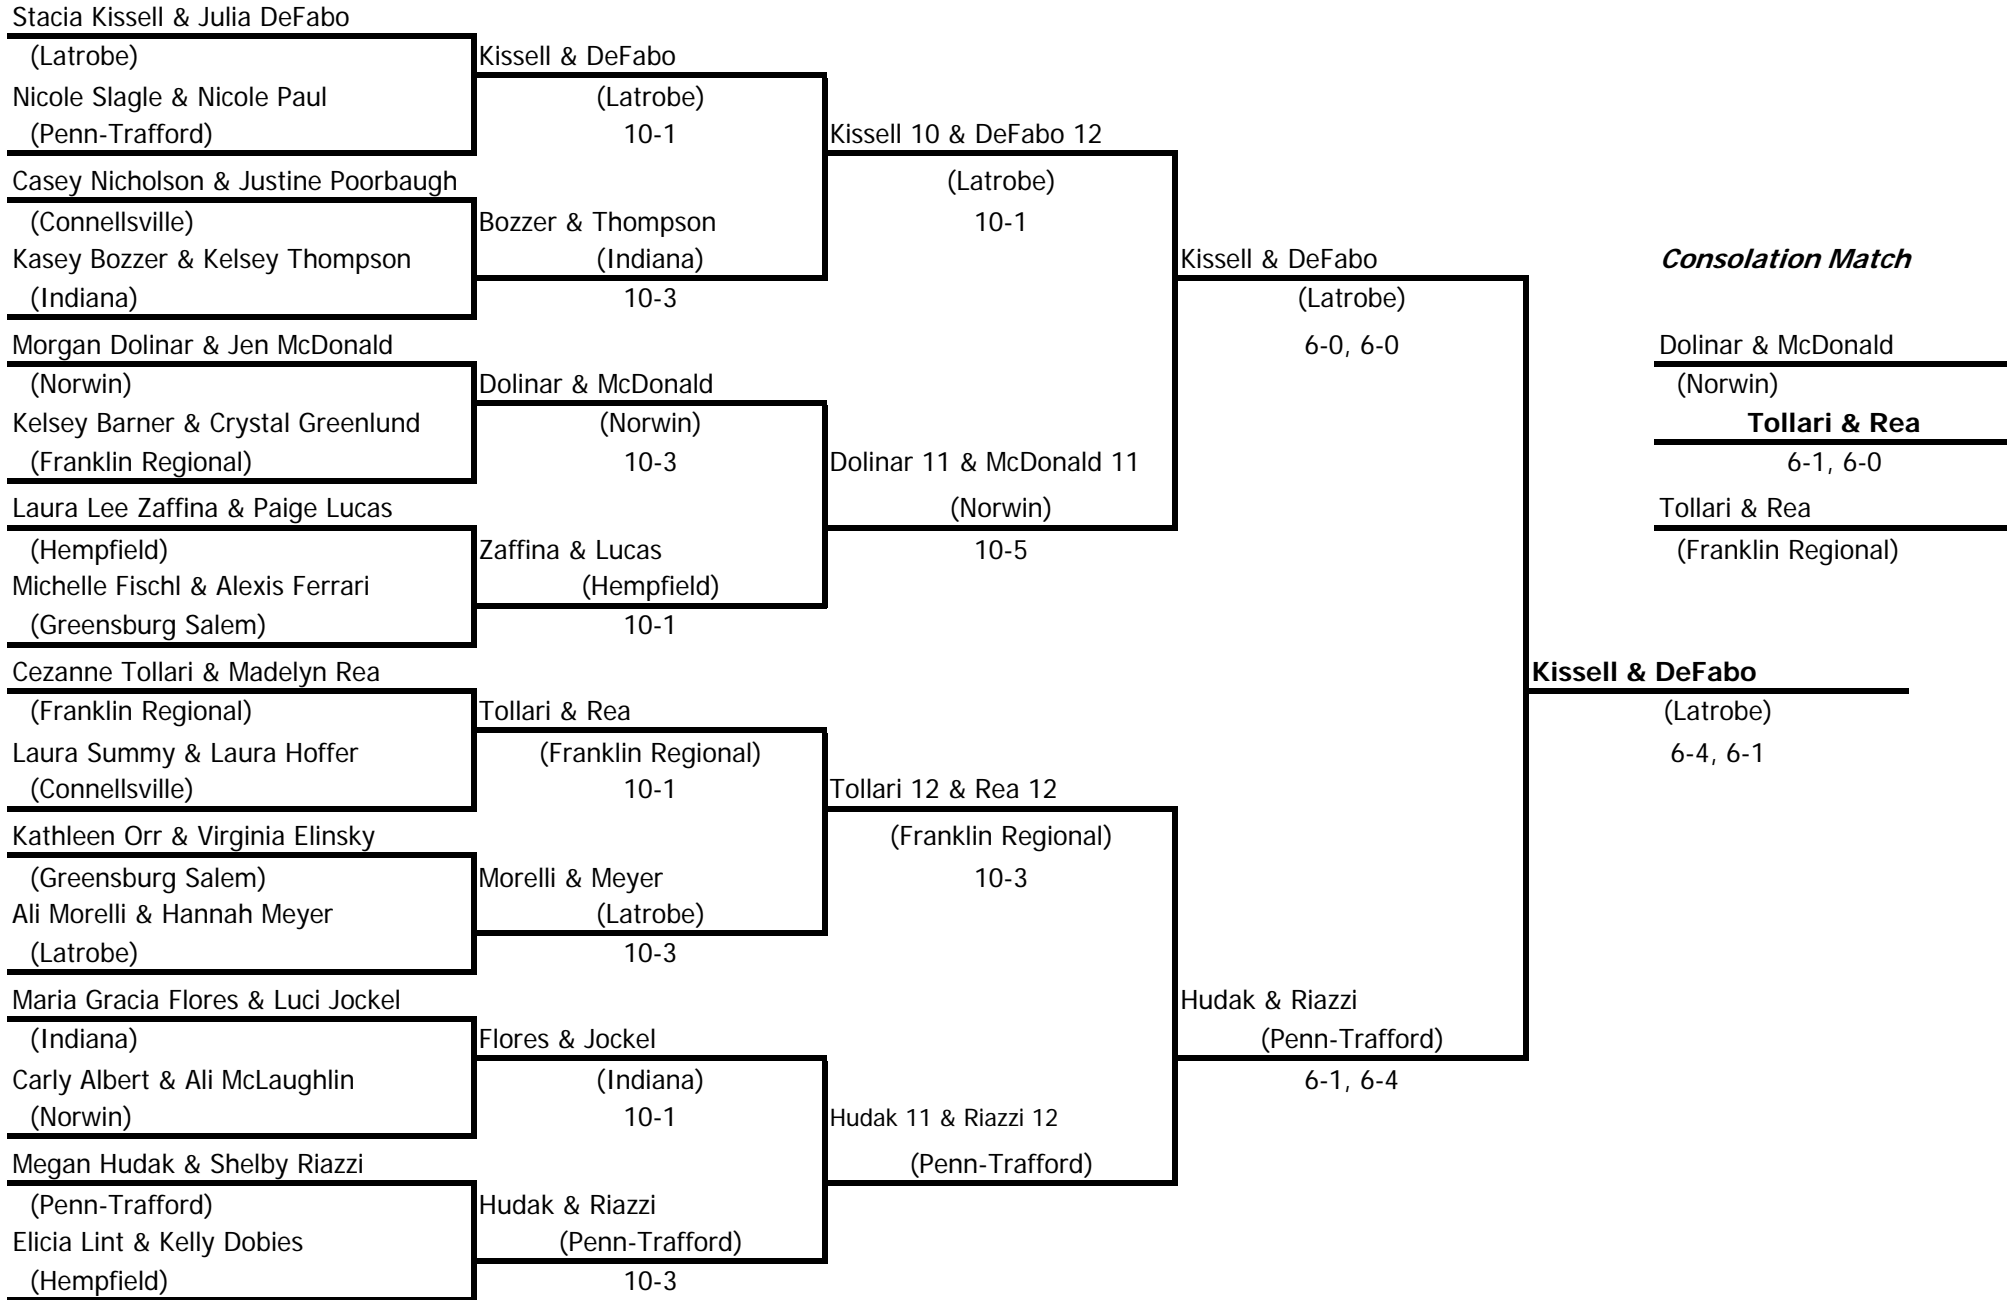 Stacia Kissell & Julia DeFabo
(Latrobe)
Nicole Slagle & Nicole Paul
(Penn-Trafford)
Casey Nicholson & Justine Poorbaugh
(Connellsville)
Kasey Bozzer & Kelsey Thompson
(Indiana)
Morgan Dolinar & Jen McDonald
(Norwin)
Kelsey Barner & Crystal Greenlund
(Franklin Regional)
Laura Lee Zaffina & Paige Lucas
(Hempfield)
Michelle Fischl & Alexis Ferrari
(Greensburg Salem)
Cezanne Tollari & Madelyn Rea
(Franklin Regional)
Laura Summy & Laura Hoffer
(Connellsville)
Kathleen Orr & Virginia Elinsky
(Greensburg Salem)
Ali Morelli & Hannah Meyer
(Latrobe)
Maria Gracia Flores & Luci Jockel
(Indiana)
Carly Albert & Ali McLaughlin
(Norwin)
Megan Hudak & Shelby Riazzi
(Penn-Trafford)
Elicia Lint & Kelly Dobies
(Hempfield)
Kissell & DeFabo
(Latrobe)
10-1
Bozzer & Thompson
(Indiana)
10-3
Dolinar & McDonald
(Norwin)
10-3
Zaffina & Lucas
(Hempfield)
10-1
Tollari & Rea
(Franklin Regional)
10-1
Morelli & Meyer
(Latrobe)
10-3
Flores & Jockel
(Indiana)
10-1
Hudak & Riazzi
(Penn-Trafford)
10-3
Kissell 10 & DeFabo 12
(Latrobe)
10-1
Dolinar 11 & McDonald 11
(Norwin)
10-5
Tollari 12 & Rea 12
(Franklin Regional)
10-3
Hudak 11 & Riazzi 12
(Penn-Trafford)
Kissell & DeFabo
(Latrobe)
6-0, 6-0
Hudak & Riazzi
(Penn-Trafford)
6-1, 6-4
Kissell & DeFabo
(Latrobe)
6-4, 6-1
Consolation Match
Dolinar & McDonald
(Norwin)
Tollari & Rea
6-1, 6-0
Tollari & Rea
(Franklin Regional)